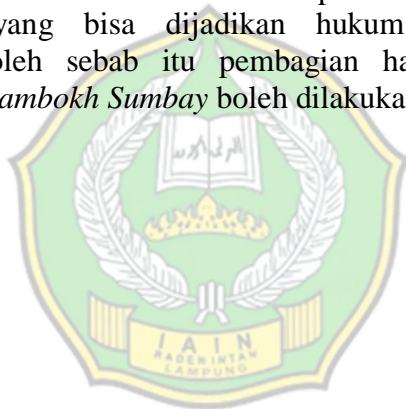 yang bisa dijadikan hukum
oleh sebab itu pembagian ha
ambokh Sumbay boleh dilakuka
IAIN
RADEN INTAN
LAMPUNG